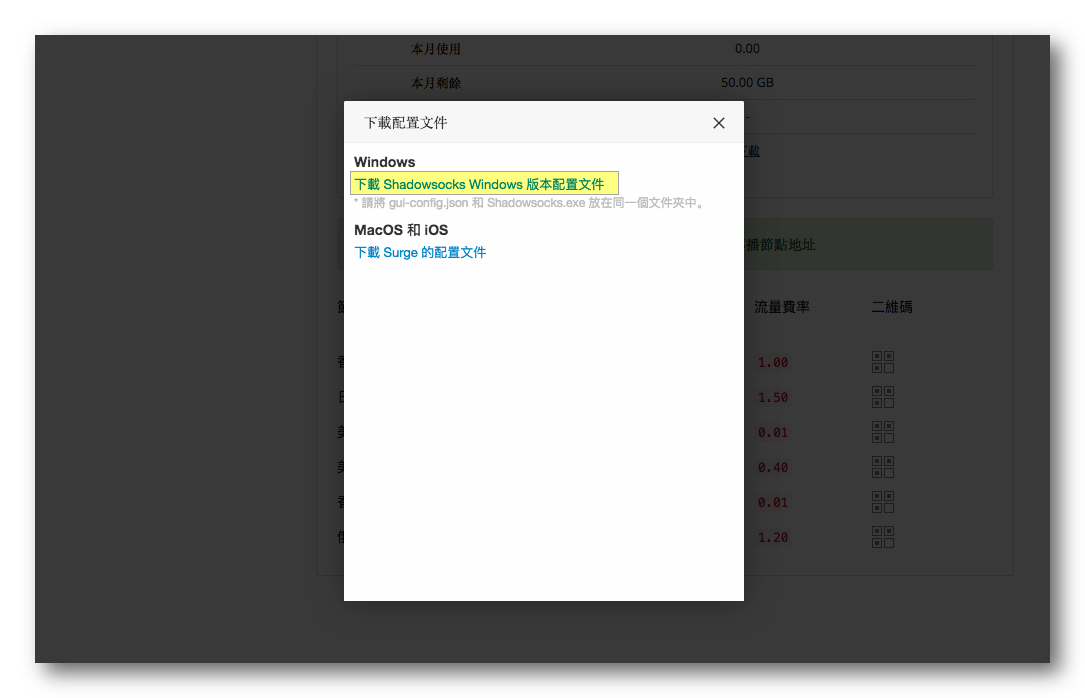 本月使用 0.00
本月剩餘 50.00 GB
下載配置文件
-
下載
Windows
下載 Shadowsocks Windows 版本配置文件
* 請將 gui-config.json 和 Shadowsocks.exe 放在同一個文件夾中。
MacOS 和 iOS
播節點地址
下載 Surge 的配置文件
流量費率 二維碼
1.00
1.50
0.01
0.40
0.01
1.20